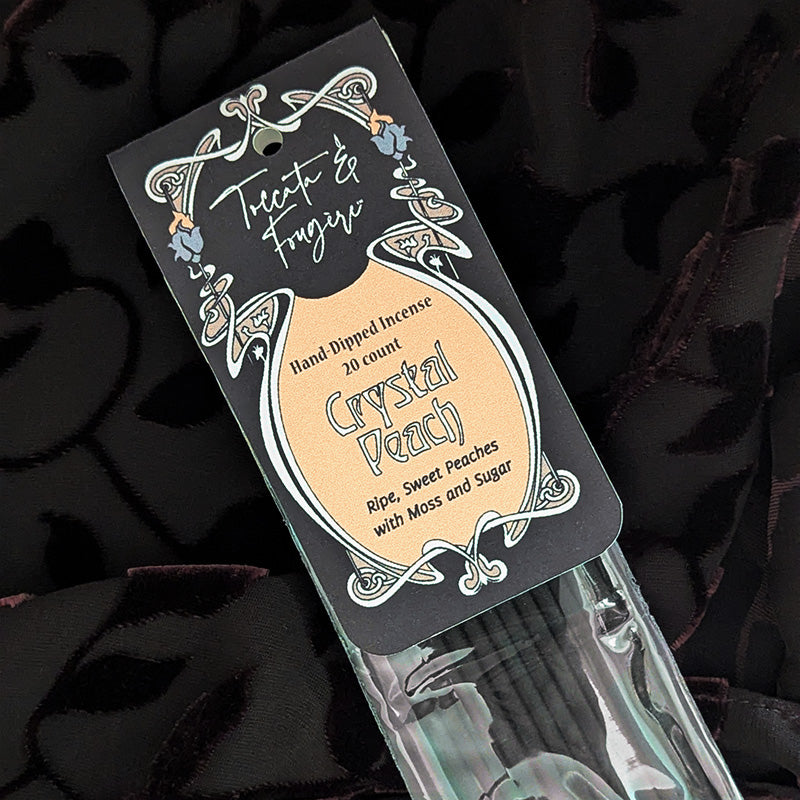 Toccata &
Fougère
Hand-Dipped Incense
20 count
Crystal
Peach
Ripe, Sweet Peaches
with Moss and Sugar